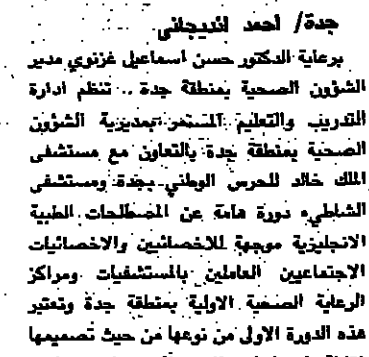 جدة/ أحمد انديجاني
برعاية الدكتور حسن اسماعيل غزنوي مدير
الشؤون الصحية بمنطقة جدة .. تنظم ادارة
التدريب والتعليم المستمر بمديرية الشؤون
الصحية بمنطقة جدة بالتعاون مع مستشفى
الملك خالد للحرس الوطني بجدة ومستشفى
الشاطيء دورة هامة عن المصطلحات الطبية
الانجليزية موجهة للاخصائيين والاخصائيات
الاجتماعيين العاملين بالمستشفيات ومراكز
الرعاية الصحية الاولية بمنطقة جدة وتعتبر
هذه الدورة الاولى من نوعها من حيث تصميمها